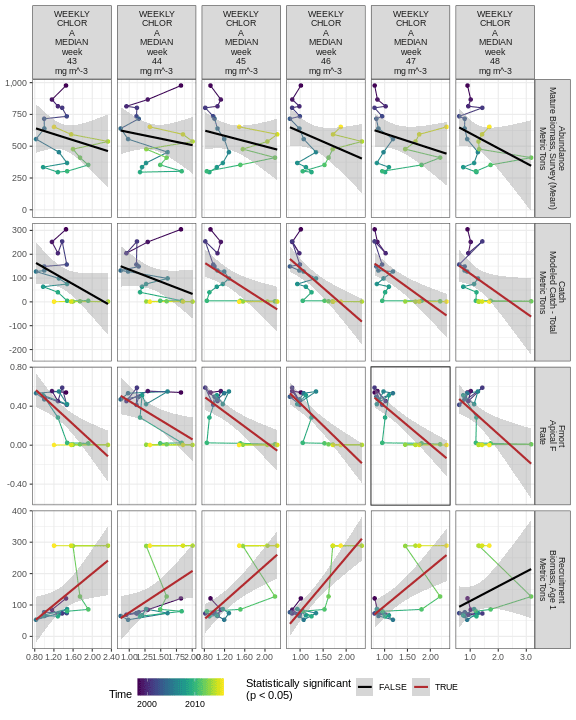 WEEKLY CHLOR A MEDIAN week 43 mg m^-3
WEEKLY CHLOR A MEDIAN week 44 mg m^-3
WEEKLY CHLOR A MEDIAN week 45 mg m^-3
WEEKLY CHLOR A MEDIAN week 46 mg m^-3
WEEKLY CHLOR A MEDIAN week 47 mg m^-3
WEEKLY CHLOR A MEDIAN week 48 mg m^-3
1,000
750
500
250
0
Abundance
Mature Biomass, Survey (Mean)
Metric Tons
300
200
100
0
-100
-200
Catch
Modeled Catch - Total
Metric Tons
0.80
0.40
0.00
-0.40
Fmort
Apical F
Rate
400
300
200
100
0
Recruitment
Biomass, Age 1
Metric Tons
0.80 1.20 1.60 2.00 2.40
1.00 1.25 1.50 1.75 2.00
0.80 1.20 1.60 2.00
1.00 1.50 2.00
1.00 1.50 2.00
1.0 2.0 3.0
Time
2000 2010
Statistically significant
(p < 0.05)
FALSE
TRUE